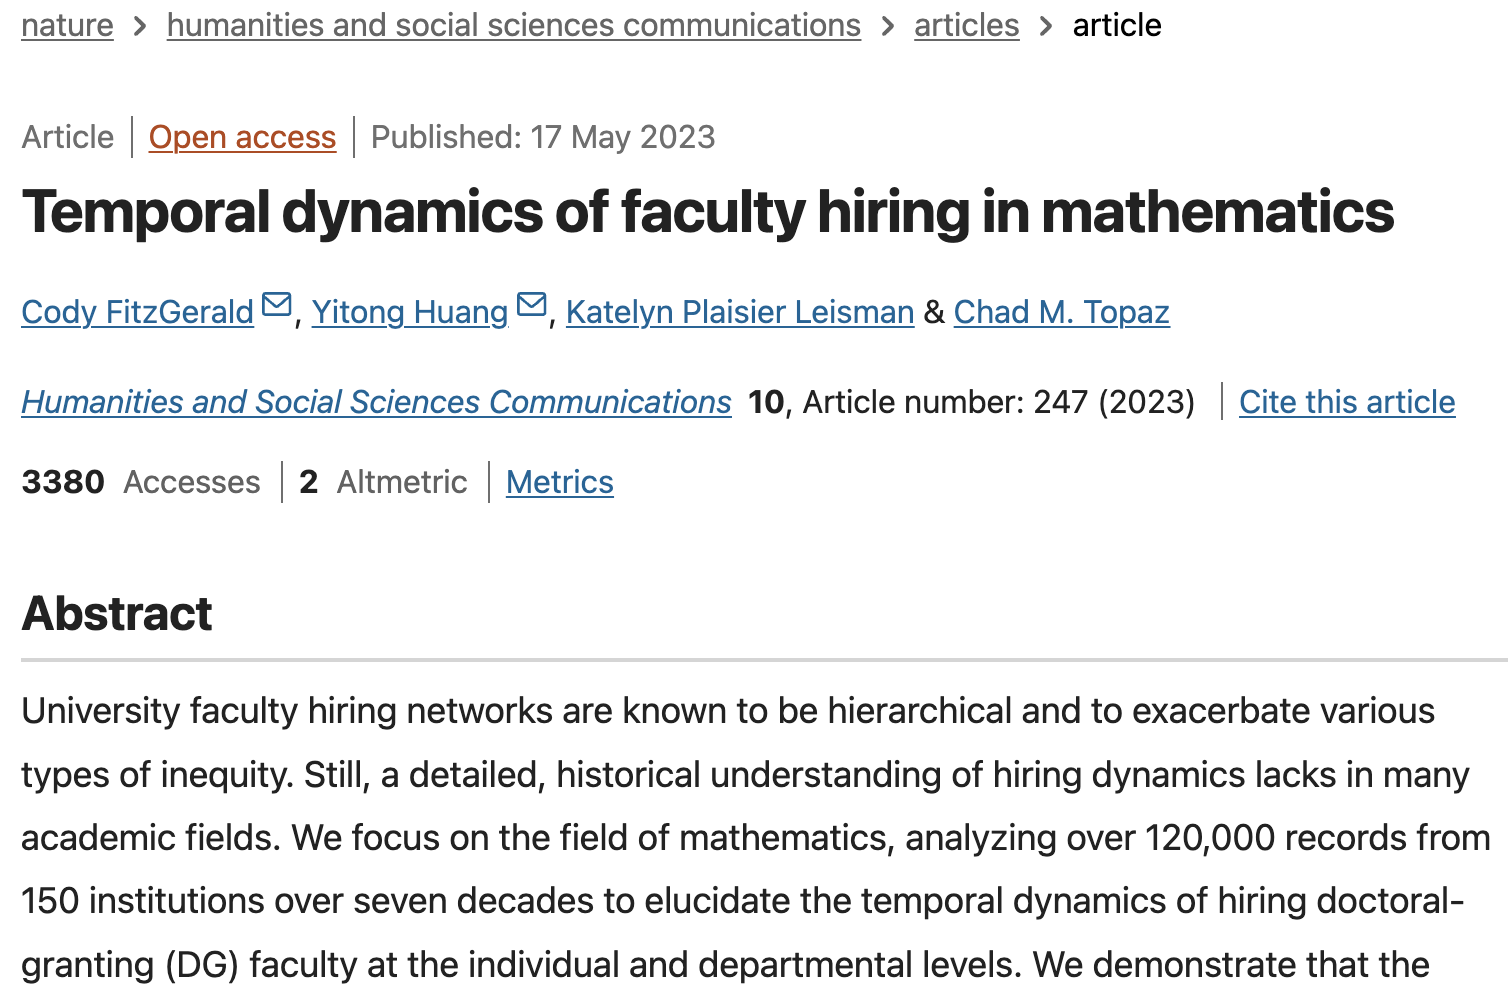 nature > humanities and social sciences communications > articles > article
Article | Open access | Published: 17 May 2023
Temporal dynamics of faculty hiring in mathematics
Cody FitzGerald, Yitong Huang, Katelyn Plaisier Leisman & Chad M. Topaz
Humanities and Social Sciences Communications 10, Article number: 247 (2023) | Cite this article
3380 Accesses | 2 Altmetric | Metrics
Abstract
University faculty hiring networks are known to be hierarchical and to exacerbate various
types of inequity. Still, a detailed, historical understanding of hiring dynamics lacks in many
academic fields. We focus on the field of mathematics, analyzing over 120,000 records from
150 institutions over seven decades to elucidate the temporal dynamics of hiring doctoral-
granting (DG) faculty at the individual and departmental levels. We demonstrate that the